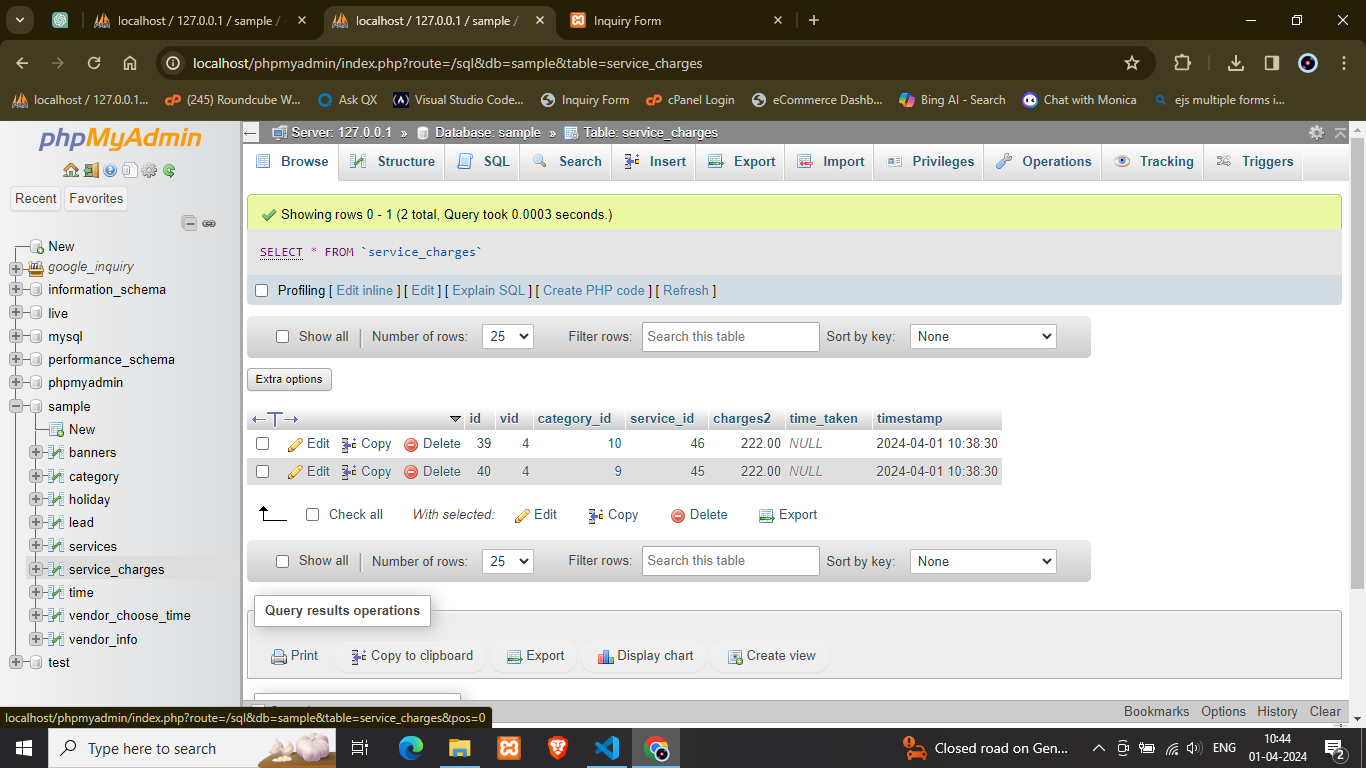 localhost / 127.0.0.1 / sample /
localhost / 127.0.0.1 / sample /
Inquiry Form
localhost/phpmyadmin/index.php?route=/sql&db=sample&table=service_charges
localhost / 127.0.0.1...
(245) Roundcube W...
Ask QX
Visual Studio Code...
Inquiry Form
cPanel Login
eCommerce Dashb...
Bing AI - Search
Chat with Monica
ejs multiple forms i...
phpMyAdmin
Recent
Favorites
New
google_inquiry
information_schema
live
mysql
performance_schema
phpmyadmin
sample
New
banners
category
holiday
lead
services
service_charges
time
vendor_choose_time
vendor_info
test
Server: 127.0.0.1 » Database: sample » Table: service_charges
Browse
Structure
SQL
Search
Insert
Export
Import
Privileges
Operations
Tracking
Triggers
Showing rows 0 - 1 (2 total, Query took 0.0003 seconds.)
SELECT * FROM `service_charges`
Profiling [ Edit inline ] [ Edit ] [ Explain SQL ] [ Create PHP code ] [ Refresh ]
Show all
Number of rows: 25
Filter rows: Search this table
Sort by key: None
Extra options
id vid category_id service_id charges2 time_taken timestamp
Edit Copy Delete 39 4 10 46 222.00 NULL 2024-04-01 10:38:30
Edit Copy Delete 40 4 9 45 222.00 NULL 2024-04-01 10:38:30
Check all With selected: Edit Copy Delete Export
Show all
Number of rows: 25
Filter rows: Search this table
Sort by key: None
Query results operations
Print
Copy to clipboard
Export
Display chart
Create view
Bookmarks Options History Clear
localhost/phpmyadmin/index.php?route=/sql&db=sample&table=service_charges&pos=0
Type here to search
Closed road on Gen...
ENG
10:44
01-04-2024
2